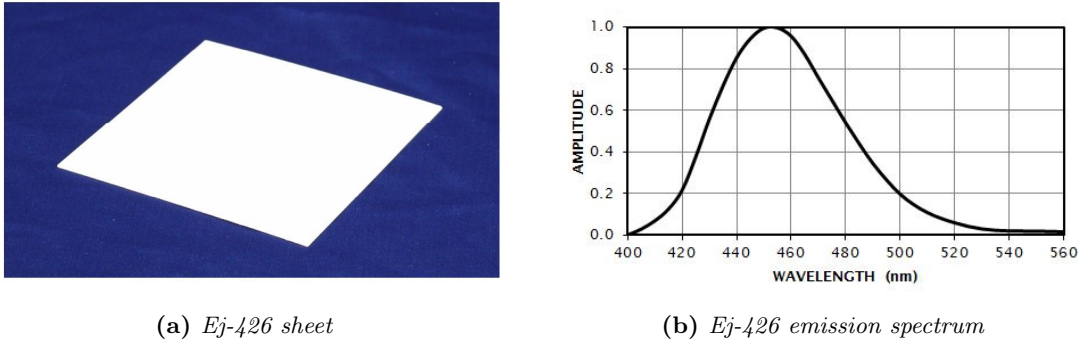 1.0
0.8
0.6
0.4
0.2
0.0
AMPLITUDE
400 420 440 460 480 500 520 540 560
WAVELENGTH (nm)
(a) Ej-426 sheet
(b) Ej-426 emission spectrum